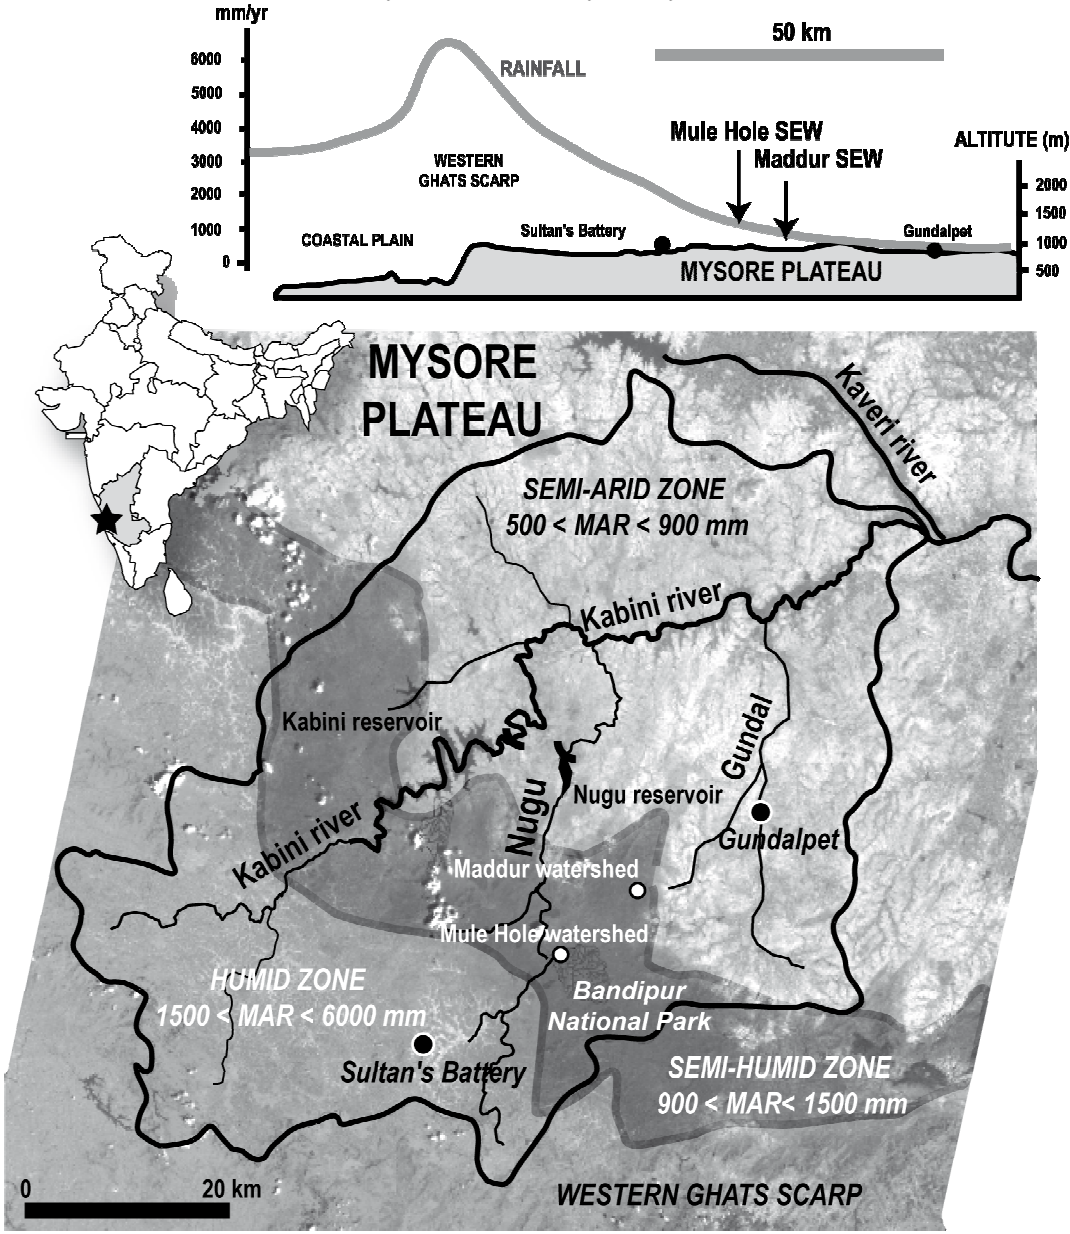 mm/yr
6000
5000
4000
3000
2000
1000
0
RAINFALL
50 km
Mule Hole SEW
Maddur SEW
ALTITUTE (m)
2000
1500
1000
500
WESTERN
GHATS SCARP
COASTAL PLAIN
Sultan's Battery
Gundalpet
MYSORE PLATEAU
MYSORE
PLATEAU
Kaveri river
SEMI-ARID ZONE
500 < MAR < 900 mm
Kabini river
Kabini reservoir
Gundal
Nugu
Nugu reservoir
Gundalpet
Kabini river
Maddur watershed
Mule Hole watershed
HUMID ZONE
1500 < MAR < 6000 mm
Bandipur
National Park
Sultan's Battery
SEMI-HUMID ZONE
900 < MAR< 1500 mm
0
20 km
WESTERN GHATS SCARP